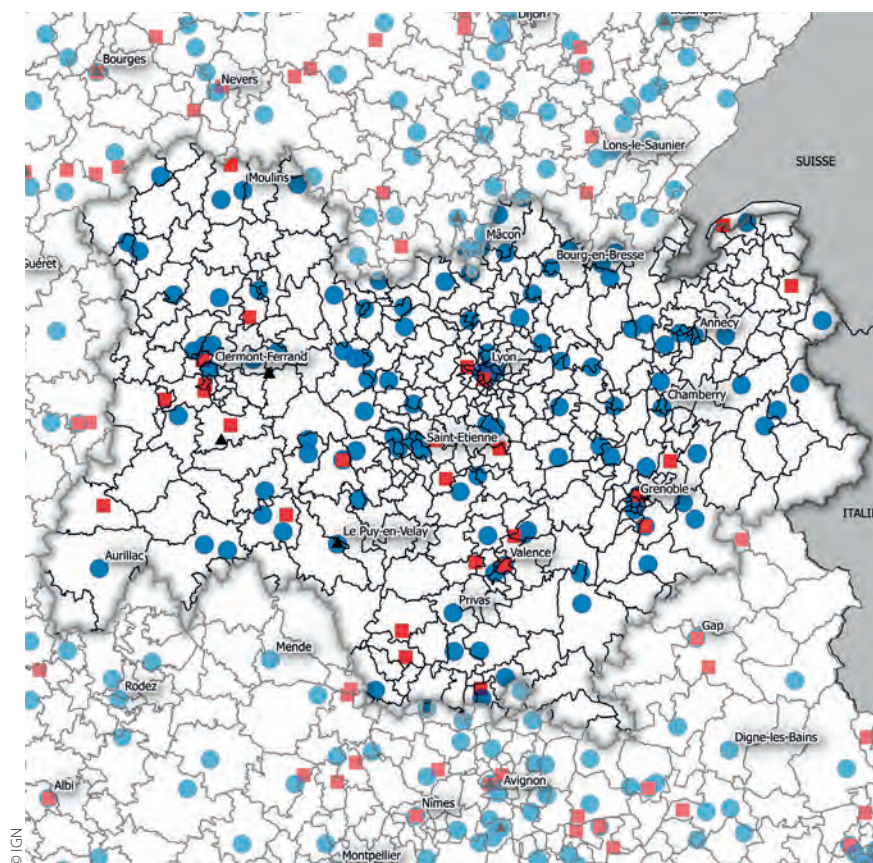 Dijon
Besançon
Bourges
Nevers
Lons-le-Saunier
SUISSE
Moulins
Mâcon
Bourg-en-Bresse
Guéret
Annecy
Clermont-Ferrand
Lyon
Chamberry
Saint-Etienne
Grenoble
ITALI
Le Puy-en-Velay
Aurillac
Valence
Privas
Gap
Mende
Rodez
Digne-les-Bains
Albi
Avignon
Nîmes
Montpellier
© IGN